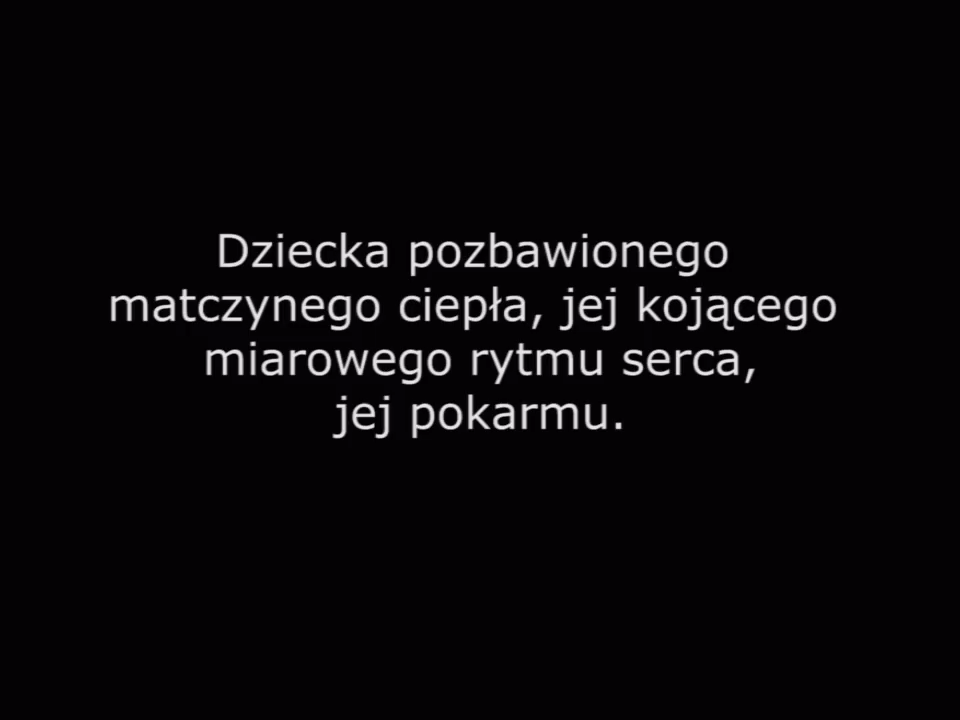 Dziecka pozbawionego
matczynego ciepła, jej kojącego
miarowego rytmu serca,
jej pokarmu.